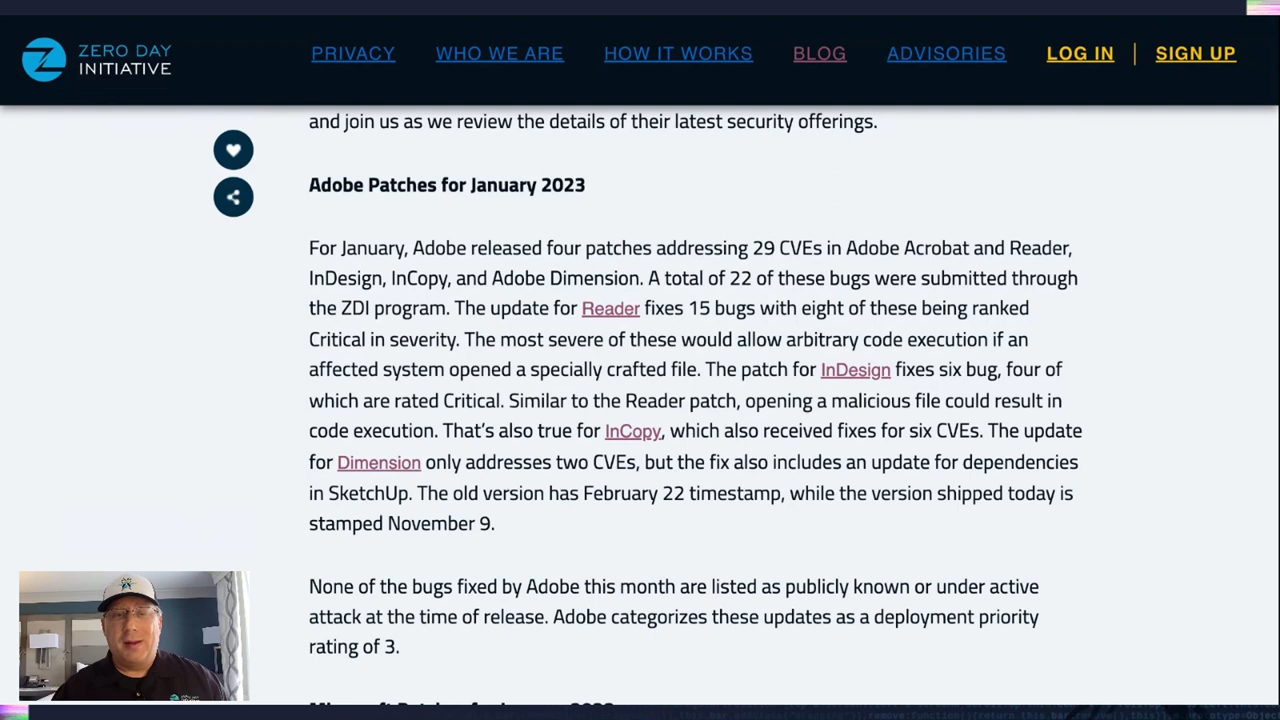 ZERO DAY
INITIATIVE
PRIVACY
WHO WE ARE
HOW IT WORKS
BLOG
ADVISORIES
LOG IN
|
SIGN UP
and join us as we review the details of their latest security offerings.
Adobe Patches for January 2023
For January, Adobe released four patches addressing 29 CVEs in Adobe Acrobat and Reader,
InDesign, InCopy, and Adobe Dimension. A total of 22 of these bugs were submitted through
the ZDI program. The update for Reader fixes 15 bugs with eight of these being ranked
Critical in severity. The most severe of these would allow arbitrary code execution if an
affected system opened a specially crafted file. The patch for InDesign fixes six bug, four of
which are rated Critical. Similar to the Reader patch, opening a malicious file could result in
code execution. That's also true for InCopy, which also received fixes for six CVEs. The update
for Dimension only addresses two CVEs, but the fix also includes an update for dependencies
in SketchUp. The old version has February 22 timestamp, while the version shipped today is
stamped November 9.
None of the bugs fixed by Adobe this month are listed as publicly known or under active
attack at the time of release. Adobe categorizes these updates as a deployment priority
rating of 3.